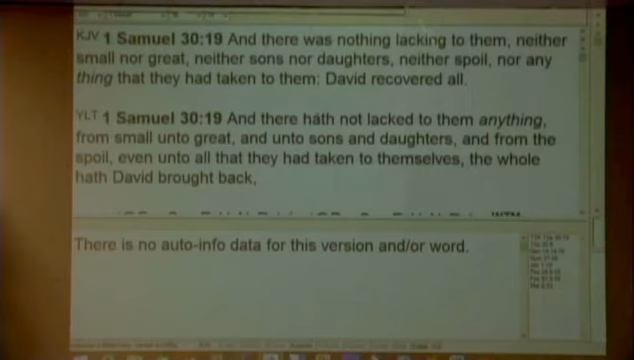 KJV 1 Samuel 30:19 And there was nothing lacking to them, neither
small nor great, neither sons nor daughters, neither spoil, nor any
thing that they had taken to them: David recovered all.
YLT 1 Samuel 30:19 And there hath not lacked to them anything,
from small unto great, and unto sons and daughters, and from the
spoil, even unto all that they had taken to themselves, the whole
hath David brought back,
There is no auto-info data for this version and/or word.